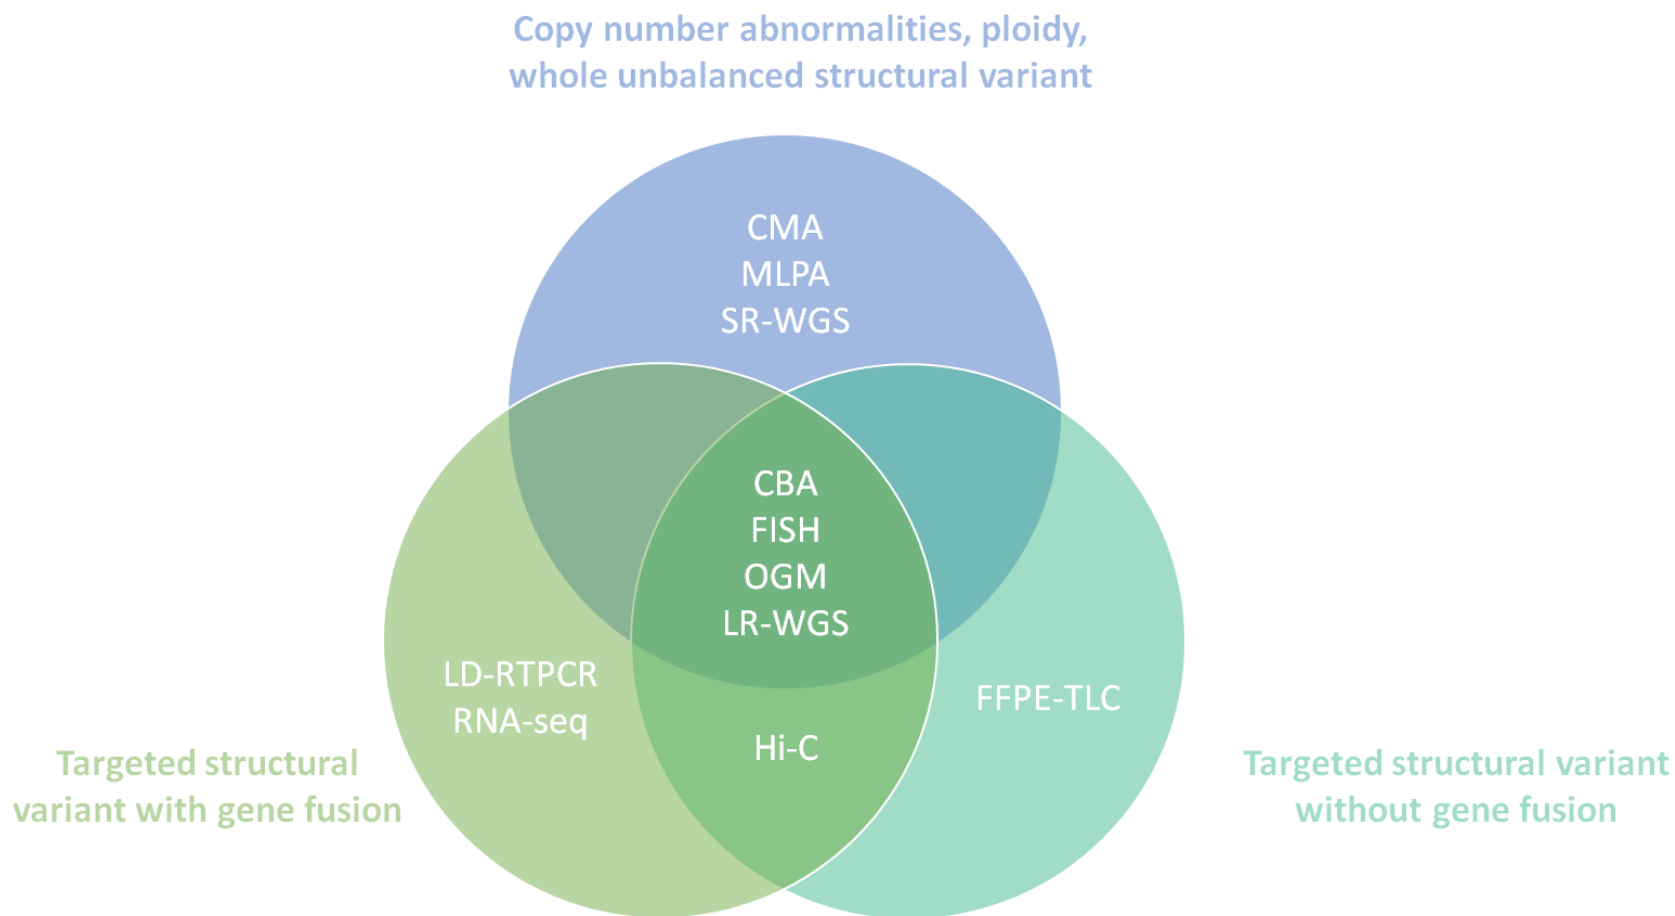 Copy number abnormalities, ploidy,
whole unbalanced structural variant
CMA
MLPA
SR-WGS
CBA
FISH
OGM
LR-WGS
LD-RTPCR
RNA-seq
FFPE-TLC
Hi-C
Targeted structural
variant with gene fusion
Targeted structural variant
without gene fusion